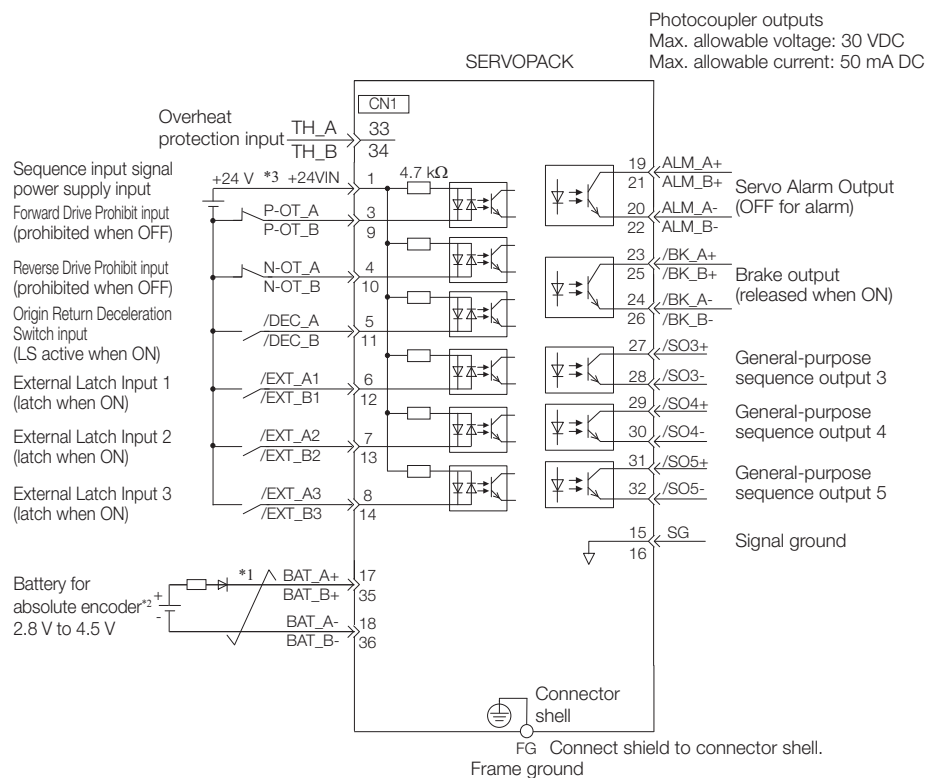 Photocoupler outputs
Max. allowable voltage: 30 VDC
Max. allowable current: 50 mA DC
SERVOPACK
CN1
Overheat
protection input
TH_A
TH_B
33
34
Sequence input signal
power supply input
+24 V *3 +24VIN
1
4.7 kΩ
Forward Drive Prohibit input
(prohibited when OFF)
P-OT_A
P-OT_B
3
9
Reverse Drive Prohibit input
(prohibited when OFF)
N-OT_A
N-OT_B
4
10
Origin Return Deceleration
Switch input
(LS active when ON)
/DEC_A
/DEC_B
5
11
External Latch Input 1
(latch when ON)
/EXT_A1
/EXT_B1
6
12
External Latch Input 2
(latch when ON)
/EXT_A2
/EXT_B2
7
13
External Latch Input 3
(latch when ON)
/EXT_A3
/EXT_B3
8
14
Battery for
absolute encoder*2
2.8 V to 4.5 V
+
-
*1
BAT_A+
BAT_B+
17
35
BAT_A-
BAT_B-
18
36
19 ALM_A+
21 ALM_B+
20 ALM_A-
22 ALM_B-
Servo Alarm Output
(OFF for alarm)
23 /BK_A+
25 /BK_B+
24 /BK_A-
26 /BK_B-
Brake output
(released when ON)
27 /SO3+
28 /SO3-
General-purpose
sequence output 3
29 /SO4+
30 /SO4-
General-purpose
sequence output 4
31 /SO5+
32 /SO5-
General-purpose
sequence output 5
15 SG
16
Signal ground
Connector
shell
FG Connect shield to connector shell.
Frame ground